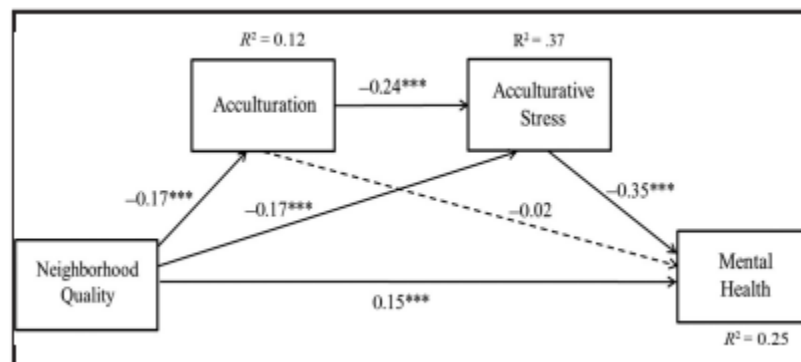 R² = 0.12
R² = .37
Acculturation
–0.24***
Acculturative
Stress
–0.17***
–0.17***
–0.35***
–0.02
Neighborhood
Quality
Mental
Health
0.15***
R² = 0.25